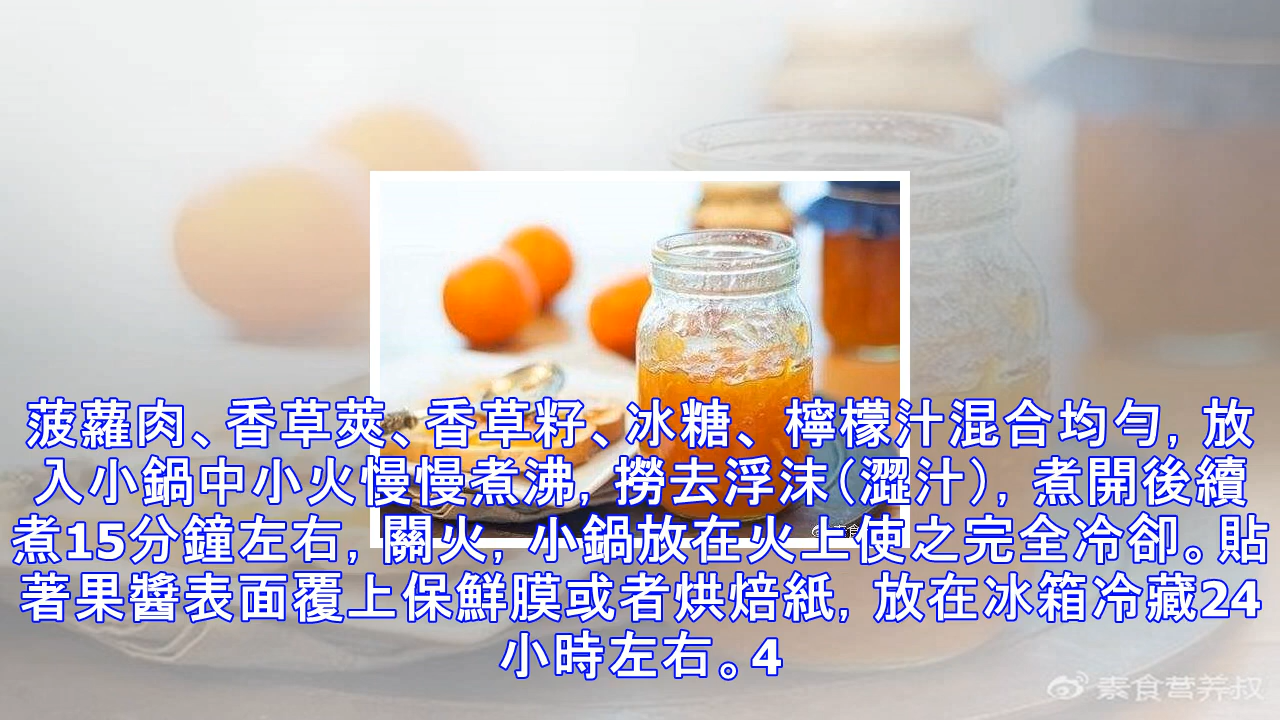 菠蘿肉、香草莢、香草籽、冰糖、檸檬汁混合均勻, 放
入小鍋中小火慢慢煮沸, 撈去浮沫(澀汁), 煮開後續
煮15分鐘左右, 關火, 小鍋放在火上使之完全冷卻。貼
著果醬表面覆上保鮮膜或者烘焙紙, 放在冰箱冷藏24
小時左右。4
素食营养叔